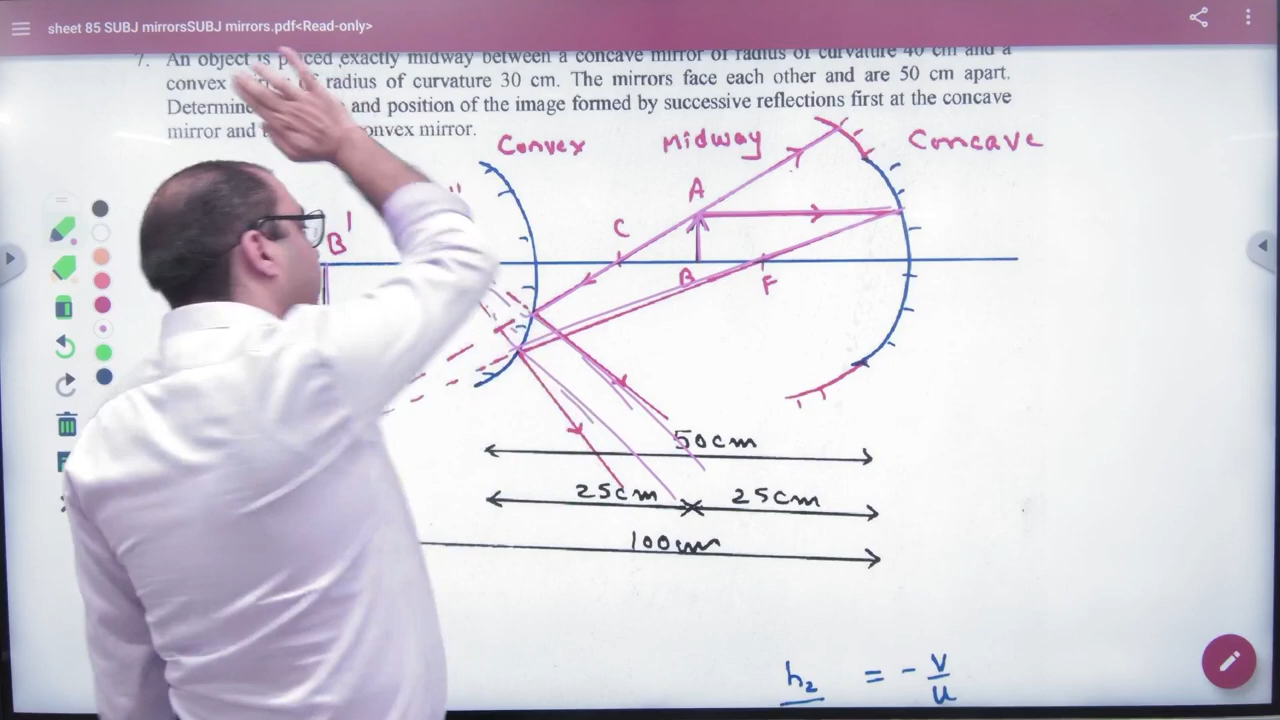 sheet 85 SUBJ mirrorsSUBJ mirrors.pdf<Read-only>
7. An object is placed exactly midway between a concave mirror of radius of curvature 40 cm and a
convex of radius of curvature 30 cm. The mirrors face each other and are 50 cm apart.
Determine and position of the image formed by successive reflections first at the concave
mirror and convex mirror.
Convex Midway Concave
A
C
B'
B F
50cm
25cm 25cm
100cm
h₂ = - v
u